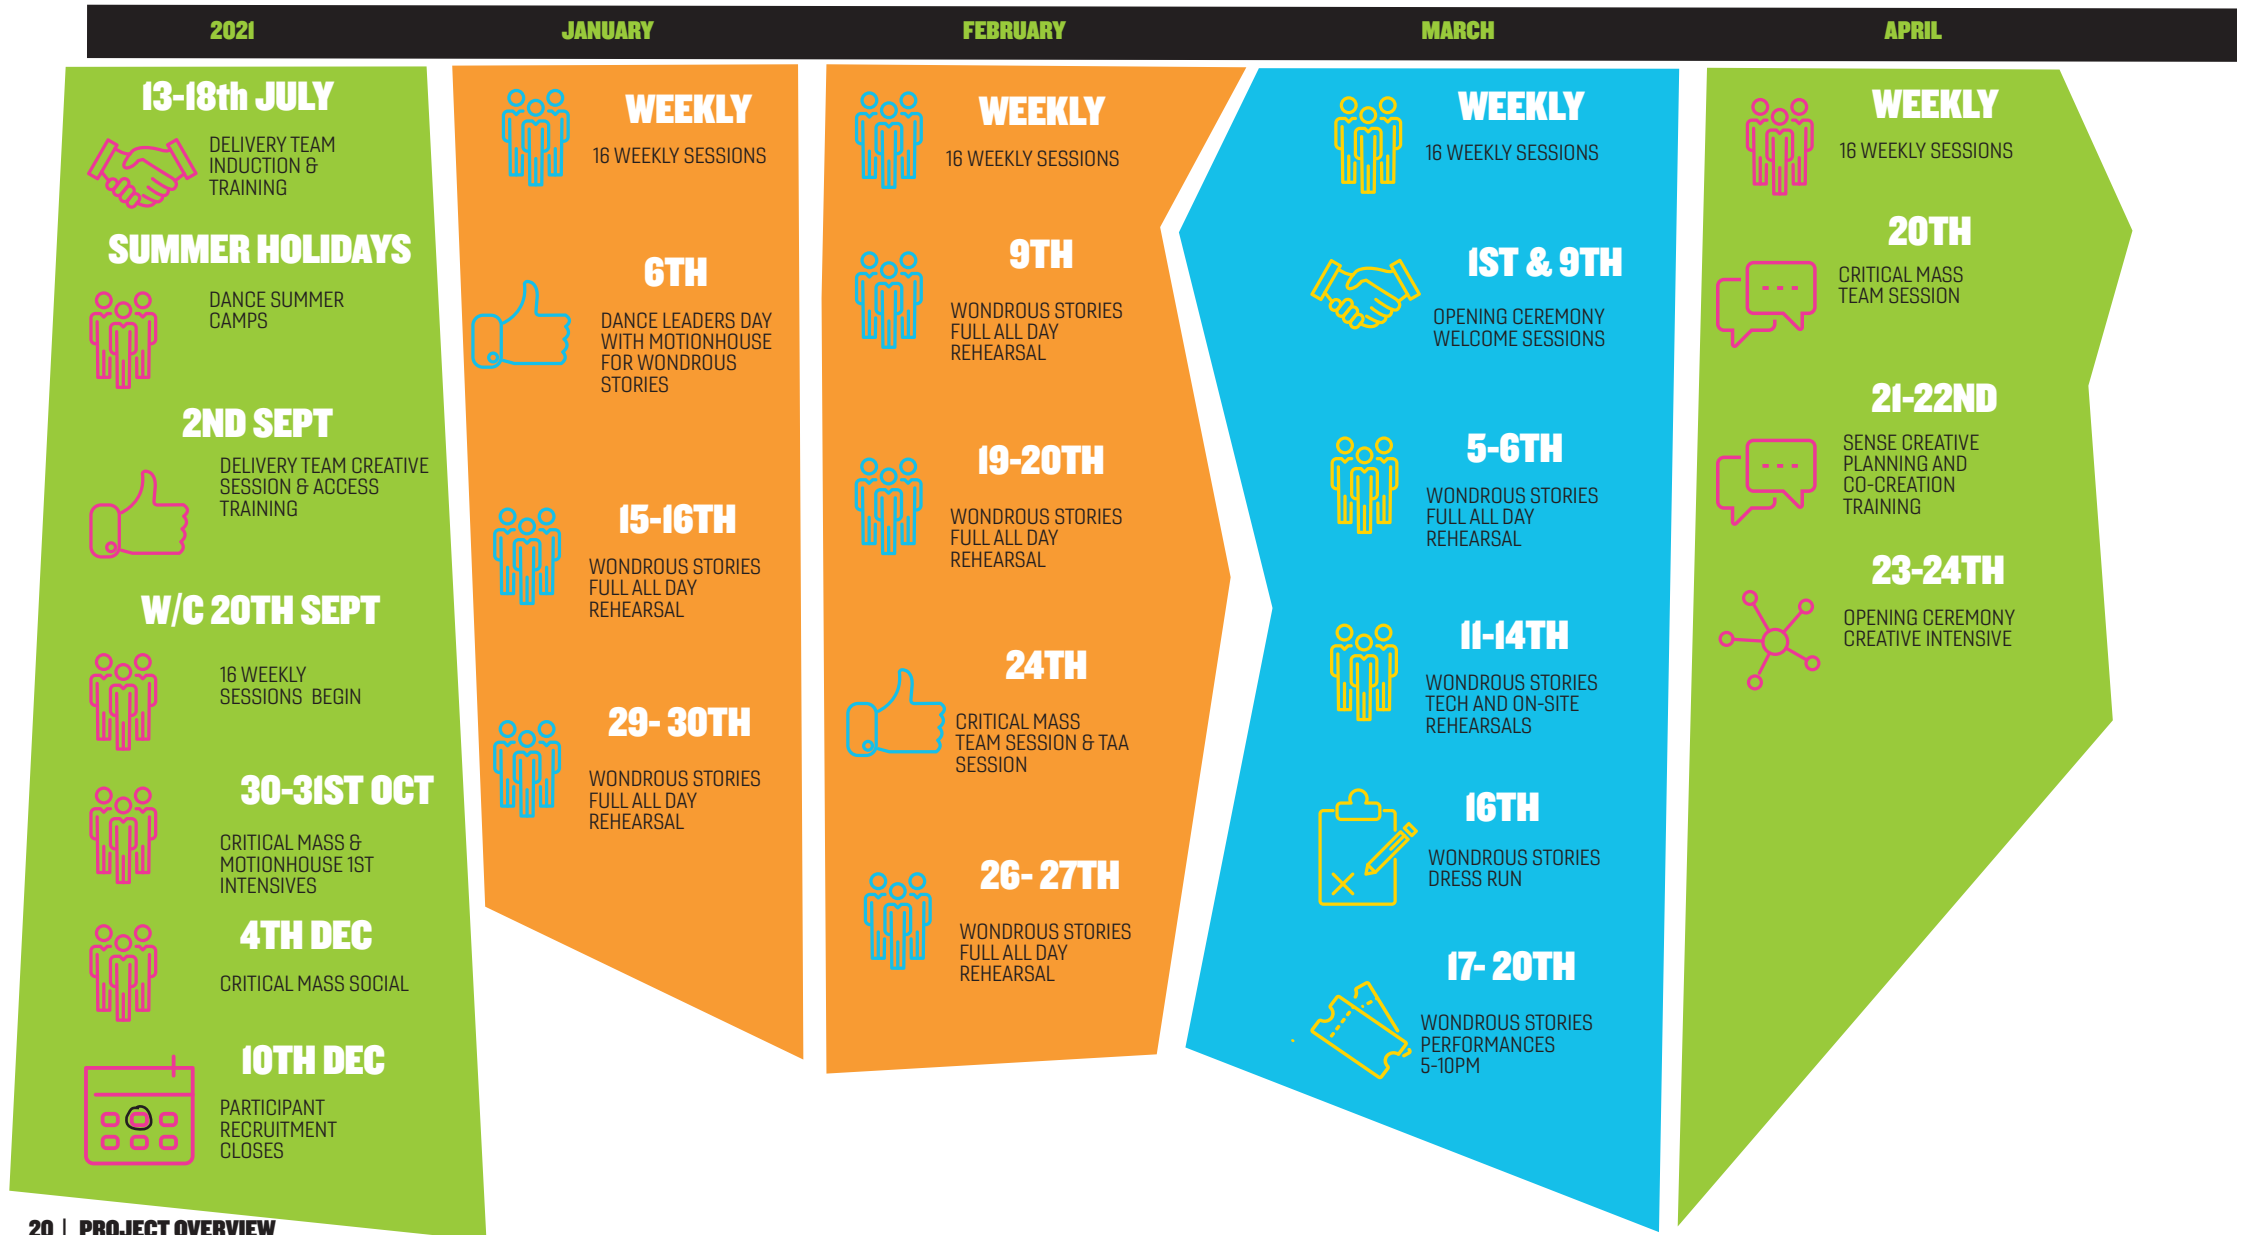 2021
JANUARY
FEBRUARY
MARCH
APRIL
13-18th JULY
DELIVERY TEAM
INDUCTION &
TRAINING
SUMMER HOLIDAYS
DANCE SUMMER
CAMPS
2ND SEPT
DELIVERY TEAM CREATIVE
SESSION & ACCESS
TRAINING
W/C 20TH SEPT
16 WEEKLY
SESSIONS BEGIN
30-31ST OCT
CRITICAL MASS &
MOTIONHOUSE 1ST
INTENSIVES
4TH DEC
CRITICAL MASS SOCIAL
10TH DEC
PARTICIPANT
RECRUITMENT
CLOSES
WEEKLY
16 WEEKLY SESSIONS
6TH
DANCE LEADERS DAY
WITH MOTIONHOUSE
FOR WONDROUS
STORIES
15-16TH
WONDROUS STORIES
FULL ALL DAY
REHEARSAL
29- 30TH
WONDROUS STORIES
FULL ALL DAY
REHEARSAL
WEEKLY
16 WEEKLY SESSIONS
9TH
WONDROUS STORIES
FULL ALL DAY
REHEARSAL
19-20TH
WONDROUS STORIES
FULL ALL DAY
REHEARSAL
24TH
CRITICAL MASS
TEAM SESSION & TAA
SESSION
26- 27TH
WONDROUS STORIES
FULL ALL DAY
REHEARSAL
WEEKLY
16 WEEKLY SESSIONS
1ST & 9TH
OPENING CEREMONY
WELCOME SESSIONS
5-6TH
WONDROUS STORIES
FULL ALL DAY
REHEARSAL
11-14TH
WONDROUS STORIES
TECH AND ON-SITE
REHEARSALS
16TH
WONDROUS STORIES
DRESS RUN
17- 20TH
WONDROUS STORIES
PERFORMANCES
5-10PM
WEEKLY
16 WEEKLY SESSIONS
20TH
CRITICAL MASS
TEAM SESSION
21-22ND
SENSE CREATIVE
PLANNING AND
CO-CREATION
TRAINING
23-24TH
OPENING CEREMONY
CREATIVE INTENSIVE
20 | PROJECT OVERVIEW